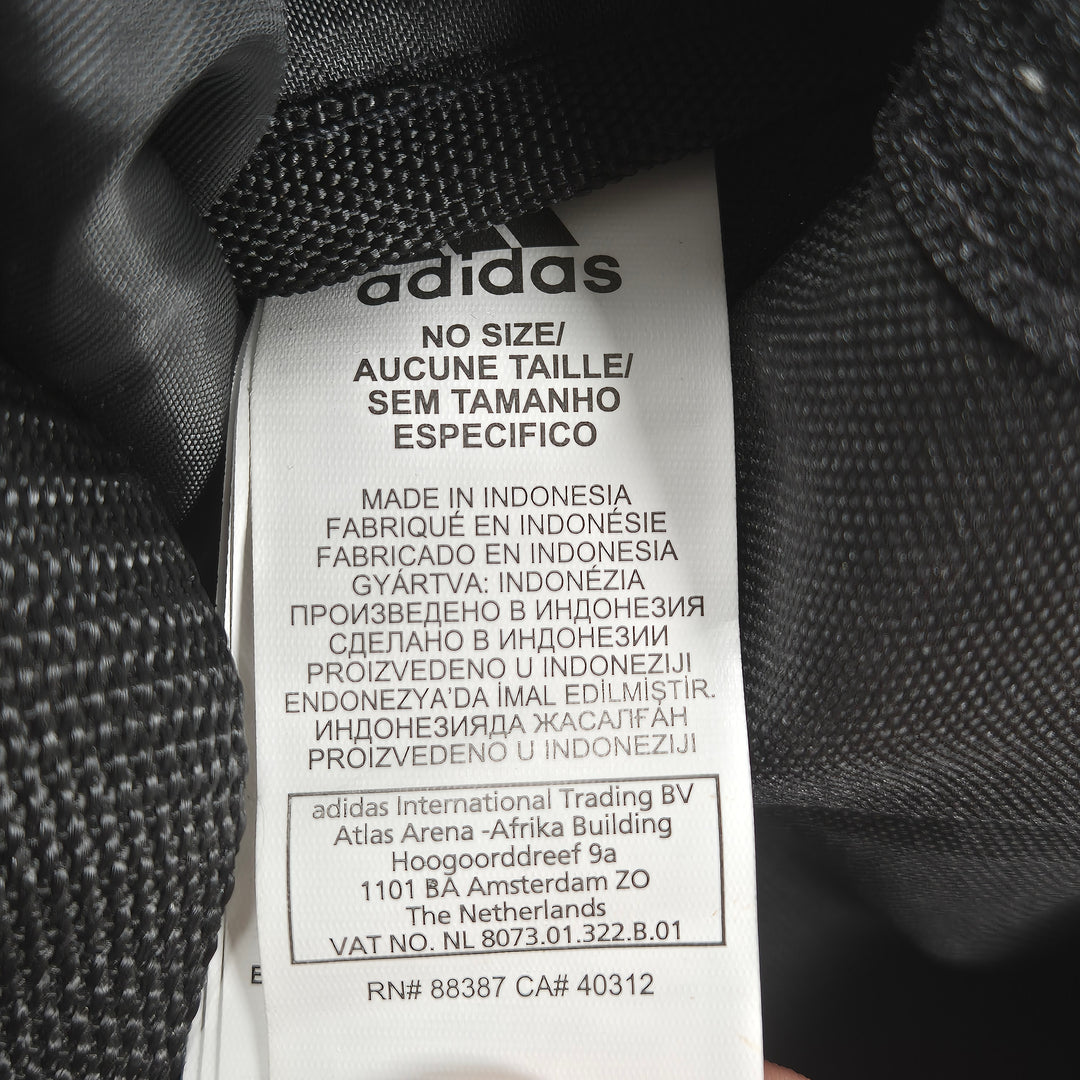 adidas
NO SIZE/
AUCUNE TAILLE/
SEM TAMANHO
ESPECIFICO
MADE IN INDONESIA
FABRIQUÉ EN INDONÉSIE
FABRICADO EN INDONESIA
GYÁRTVA: INDONÉZIA
ПРОИЗВЕДЕНО В ИНДОНЕЗИЯ
СДЕЛАНО В ИНДОНЕЗИИ
PROIZVEDENO U INDONEZIJI
ENDONEZYA'DA İMAL EDİLMİŞTİR.
ИНДОНЕЗИЯДА ЖАСАЛҒАН
PROIZVEDENO U INDONEZIJI
adidas International Trading BV
Atlas Arena -Afrika Building
Hoogoorddreef 9a
1101 BA Amsterdam ZO
The Netherlands
VAT NO. NL 8073.01.322.B.01
RN# 88387 CA# 40312